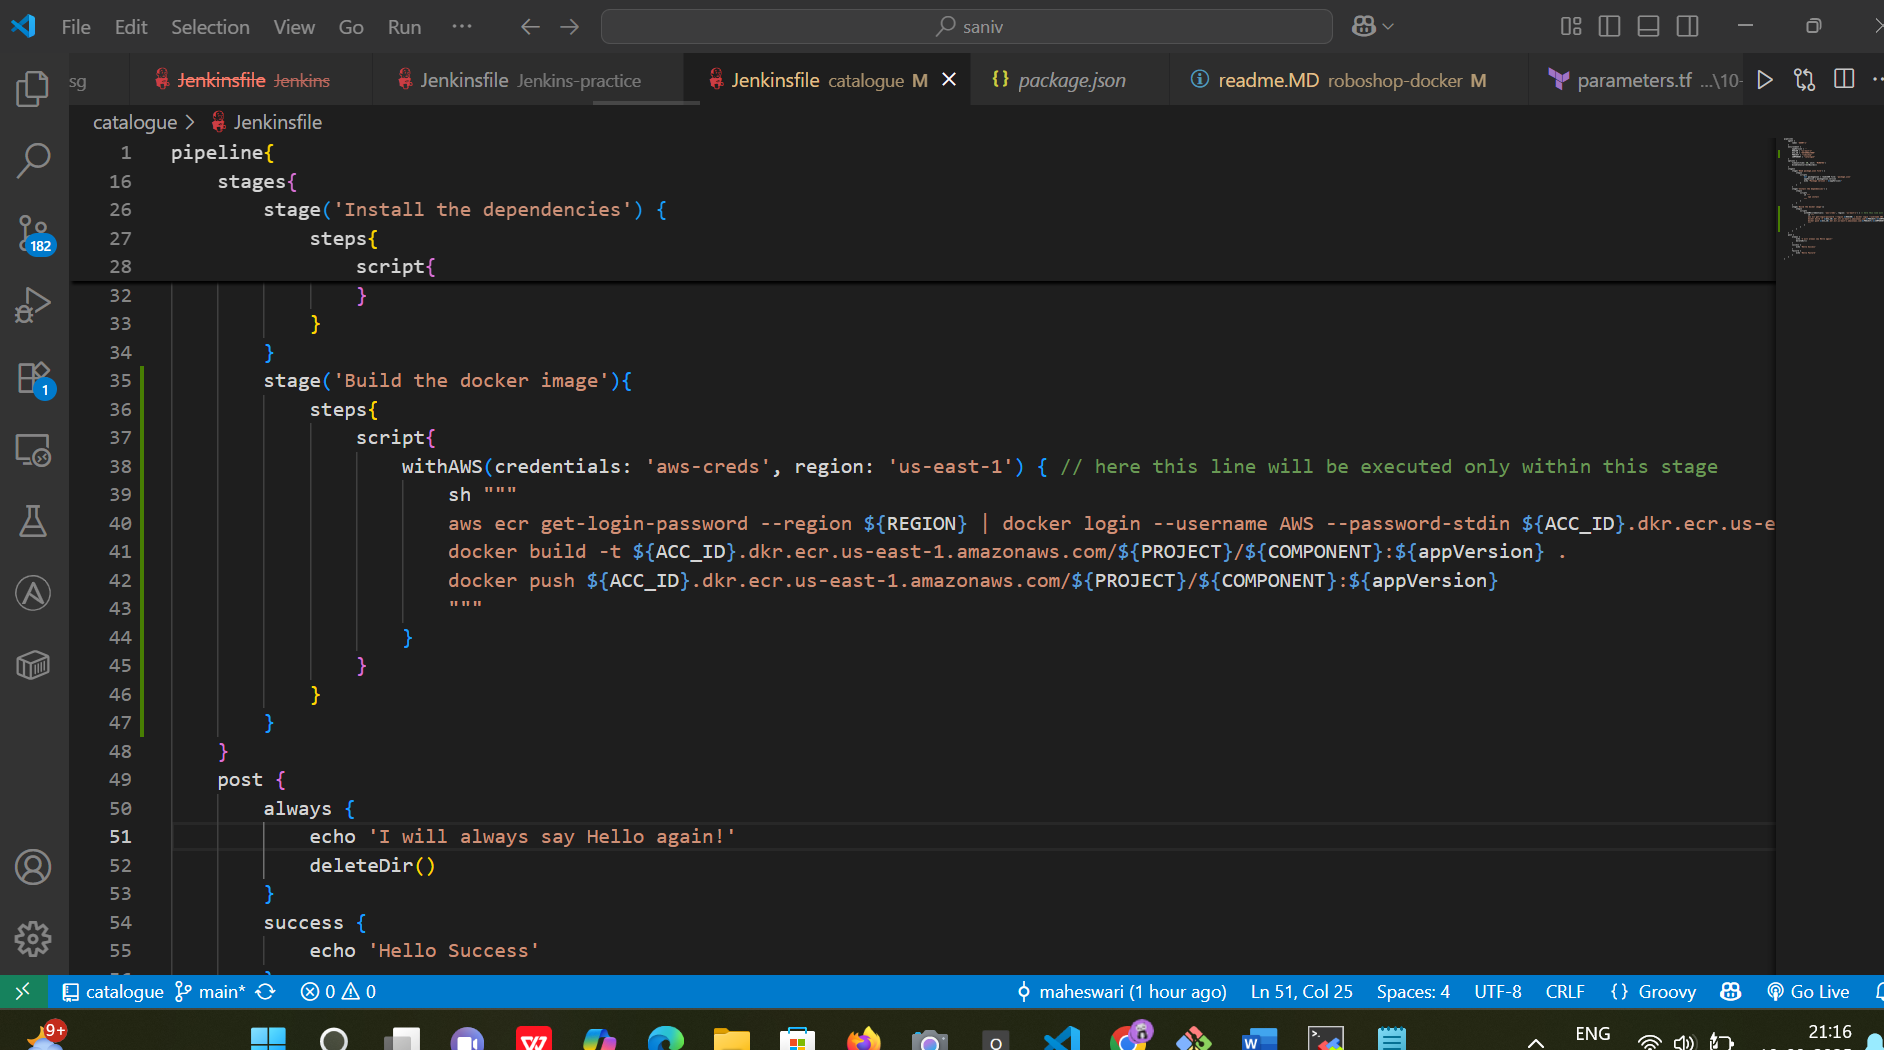 File Edit Selection View Go Run ··· saniv
sg Jenkinsfile Jenkins Jenkinsfile Jenkins-practice Jenkinsfile catalogue M package.json readme.MD roboshop-docker M parameters.tf ...\10-
catalogue > Jenkinsfile
1 pipeline{
16 stages{
26 stage('Install the dependencies') {
27 steps{
28 script{
32 }
33 }
34 }
35 stage('Build the docker image'){
36 steps{
37 script{
38 withAWS(credentials: 'aws-creds', region: 'us-east-1') { // here this line will be executed only within this stage
39 sh """
40 aws ecr get-login-password --region ${REGION} | docker login --username AWS --password-stdin ${ACC_ID}.dkr.ecr.us-e
41 docker build -t ${ACC_ID}.dkr.ecr.us-east-1.amazonaws.com/${PROJECT}/${COMPONENT}:${appVersion} .
42 docker push ${ACC_ID}.dkr.ecr.us-east-1.amazonaws.com/${PROJECT}/${COMPONENT}:${appVersion}
43 """
44 }
45 }
46 }
47 }
48 }
49 post {
50 always {
51 echo 'I will always say Hello again!'
52 deleteDir()
53 }
54 success {
55 echo 'Hello Success'
182
1
catalogue main* 0 0 maheswari (1 hour ago) Ln 51, Col 25 Spaces: 4 UTF-8 CRLF {} Groovy Go Live
9+ ENG 21:16